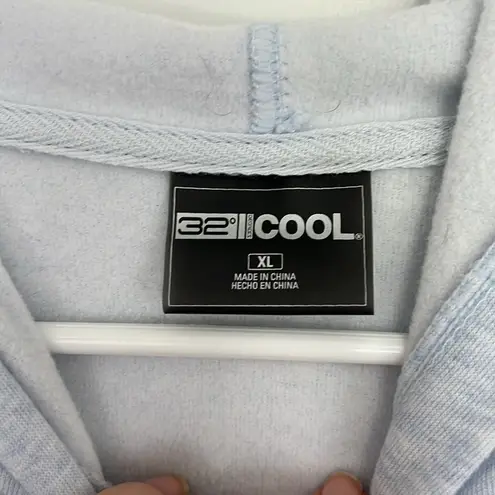 32° COOL®
XL
MADE IN CHINA
HECHO EN CHINA